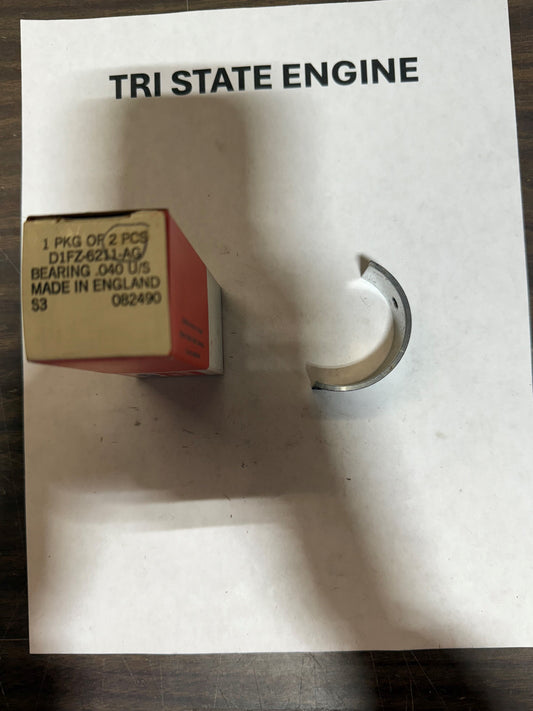 TRI STATE ENGINE
1 PKG OF 2 PCS
D1FZ-6211-AG
BEARING .040 U/S
MADE IN ENGLAND
S3 082490